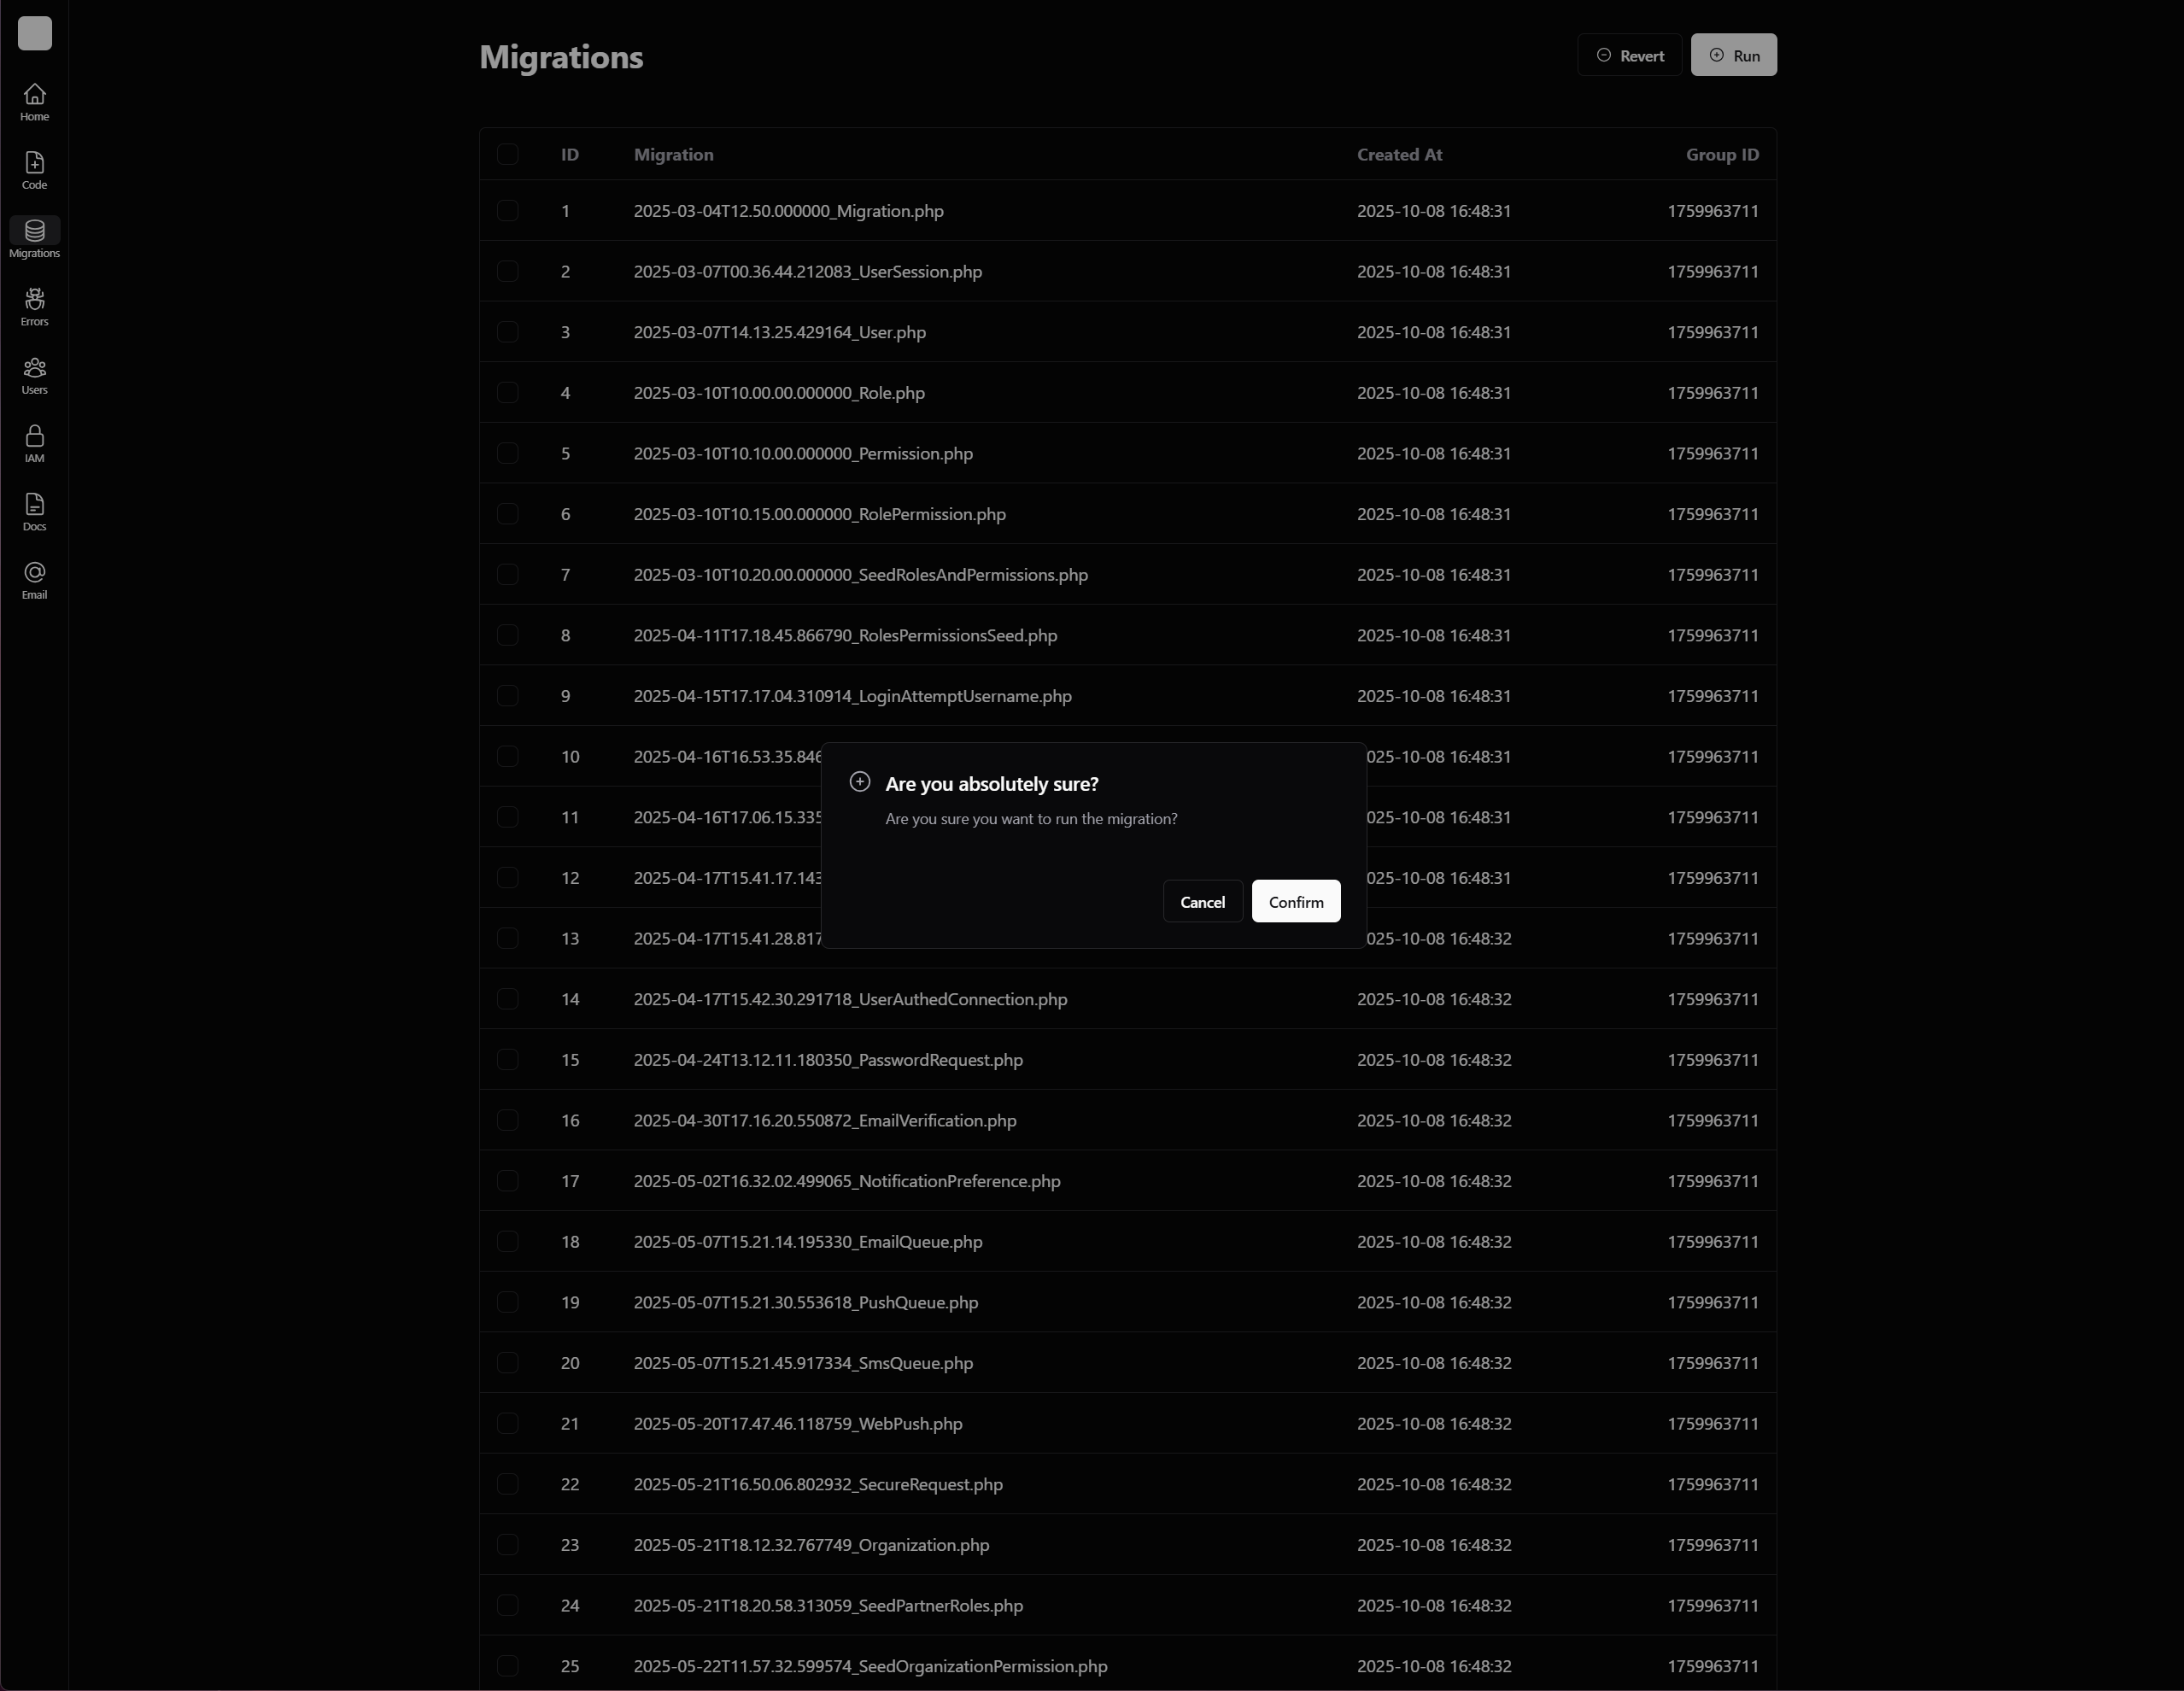 Home
Code
Migrations
Errors
Users
IAM
Docs
Email
Migrations
Revert
Run
ID Migration Created At Group ID
1 2025-03-04T12.50.000000_Migration.php 2025-10-08 16:48:31 1759963711
2 2025-03-07T00.36.44.212083_UserSession.php 2025-10-08 16:48:31 1759963711
3 2025-03-07T14.13.25.429164_User.php 2025-10-08 16:48:31 1759963711
4 2025-03-10T10.00.00.000000_Role.php 2025-10-08 16:48:31 1759963711
5 2025-03-10T10.10.00.000000_Permission.php 2025-10-08 16:48:31 1759963711
6 2025-03-10T10.15.00.000000_RolePermission.php 2025-10-08 16:48:31 1759963711
7 2025-03-10T10.20.00.000000_SeedRolesAndPermissions.php 2025-10-08 16:48:31 1759963711
8 2025-04-11T17.18.45.866790_RolesPermissionsSeed.php 2025-10-08 16:48:31 1759963711
9 2025-04-15T17.17.04.310914_LoginAttemptUsername.php 2025-10-08 16:48:31 1759963711
10 2025-04-16T16.53.35.846 025-10-08 16:48:31 1759963711
11 2025-04-16T17.06.15.335 025-10-08 16:48:31 1759963711
12 2025-04-17T15.41.17.143 025-10-08 16:48:31 1759963711
13 2025-04-17T15.41.28.817 025-10-08 16:48:32 1759963711
Are you absolutely sure?
Are you sure you want to run the migration?
Cancel
Confirm
14 2025-04-17T15.42.30.291718_UserAuthedConnection.php 2025-10-08 16:48:32 1759963711
15 2025-04-24T13.12.11.180350_PasswordRequest.php 2025-10-08 16:48:32 1759963711
16 2025-04-30T17.16.20.550872_EmailVerification.php 2025-10-08 16:48:32 1759963711
17 2025-05-02T16.32.02.499065_NotificationPreference.php 2025-10-08 16:48:32 1759963711
18 2025-05-07T15.21.14.195330_EmailQueue.php 2025-10-08 16:48:32 1759963711
19 2025-05-07T15.21.30.553618_PushQueue.php 2025-10-08 16:48:32 1759963711
20 2025-05-07T15.21.45.917334_SmsQueue.php 2025-10-08 16:48:32 1759963711
21 2025-05-20T17.47.46.118759_WebPush.php 2025-10-08 16:48:32 1759963711
22 2025-05-21T16.50.06.802932_SecureRequest.php 2025-10-08 16:48:32 1759963711
23 2025-05-21T18.12.32.767749_Organization.php 2025-10-08 16:48:32 1759963711
24 2025-05-21T18.20.58.313059_SeedPartnerRoles.php 2025-10-08 16:48:32 1759963711
25 2025-05-22T11.57.32.599574_SeedOrganizationPermission.php 2025-10-08 16:48:32 1759963711